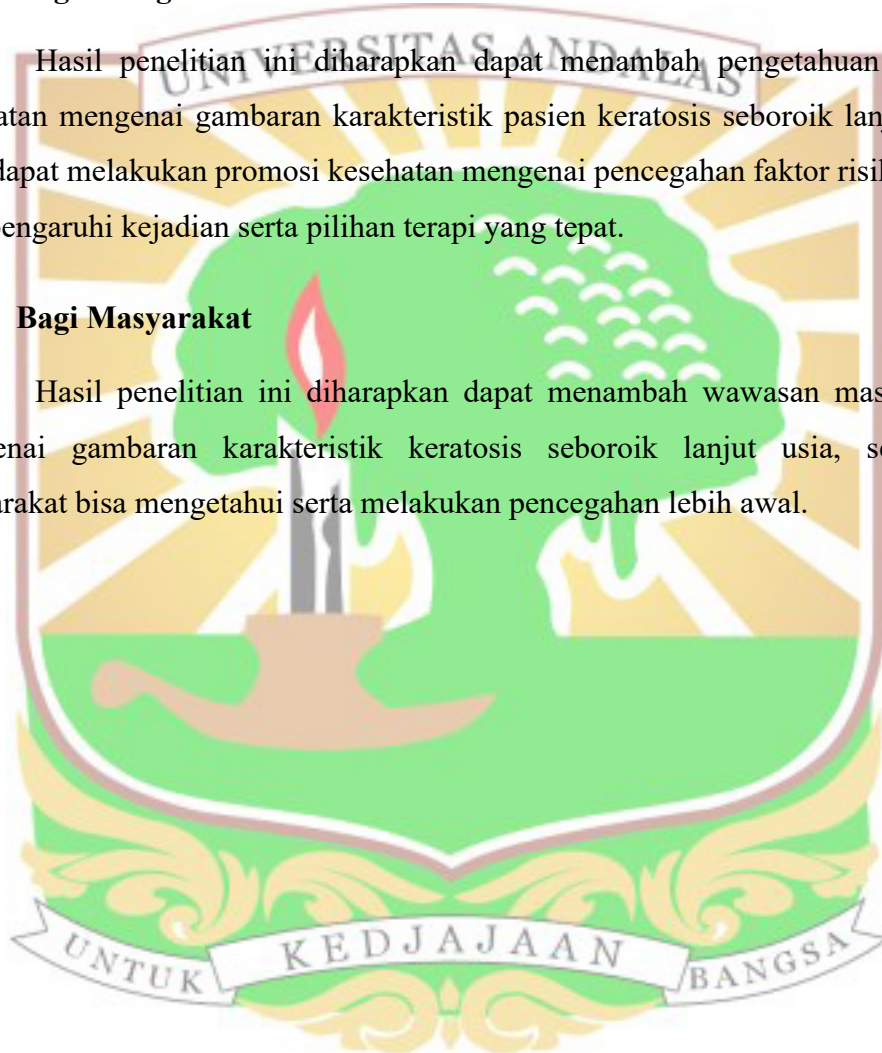 UNIVERSITAS ANDALAS
Hasil penelitian ini diharapkan dapat menambah pengetahuan
atan mengenai gambaran karakteristik pasien keratosis seboroik lanj
dapat melakukan promosi kesehatan mengenai pencegahan faktor risil
engaruhi kejadian serta pilihan terapi yang tepat.
Bagi Masyarakat
Hasil penelitian ini diharapkan dapat menambah wawasan mas
enai gambaran karakteristik keratosis seboroik lanjut usia, se
arakat bisa mengetahui serta melakukan pencegahan lebih awal.
UNTUK KEDJAJAAN BANGSA